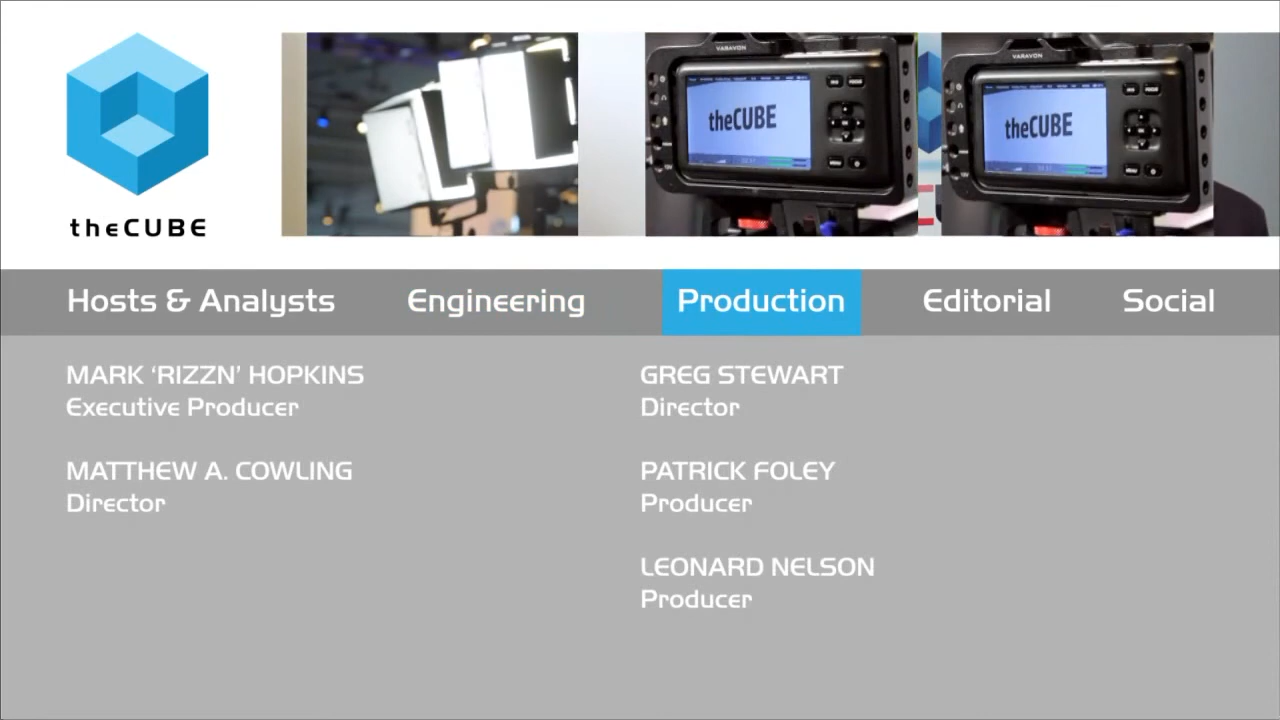 VARAVON
VARAVON
theCUBE
theCUBE
theCUBE
Hosts & Analysts
Engineering
Production
Editorial
Social
MARK ‘RIZZN’ HOPKINS
Executive Producer
MATTHEW A. COWLING
Director
GREG STEWART
Director
PATRICK FOLEY
Producer
LEONARD NELSON
Producer